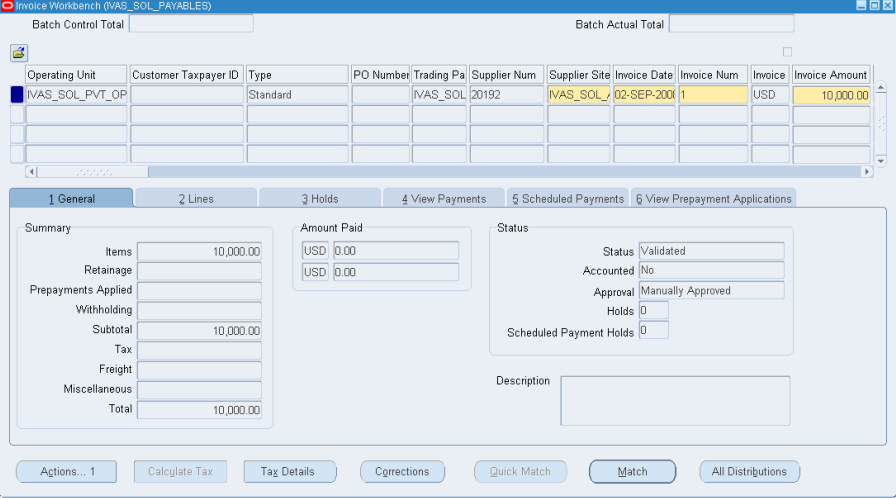 Invoice Workbench (IVAS_SOL_PAYABLES)
Batch Control Total
Batch Actual Total
Operating Unit Customer Taxpayer ID Type PO Number Trading Pa Supplier Num Supplier Site Invoice Date Invoice Num Invoice Invoice Amount
IVAS_SOL_PVT_OP Standard IVAS_SOL 20192 IVAS_SOL_A 02-SEP-200 1 USD 10,000.00
1 General 2 Lines 3 Holds 4 View Payments 5 Scheduled Payments 6 View Prepayment Applications
Summary Amount Paid Status
Items 10,000.00 USD 0.00 Status Validated
Retainage USD 0.00 Accounted No
Prepayments Applied Approval Manually Approved
Withholding Holds 0
Subtotal 10,000.00 Scheduled Payment Holds 0
Tax
Freight
Miscellaneous Description
Total 10,000.00
Actions... 1 Calculate Tax Tax Details Corrections Quick Match Match All Distributions